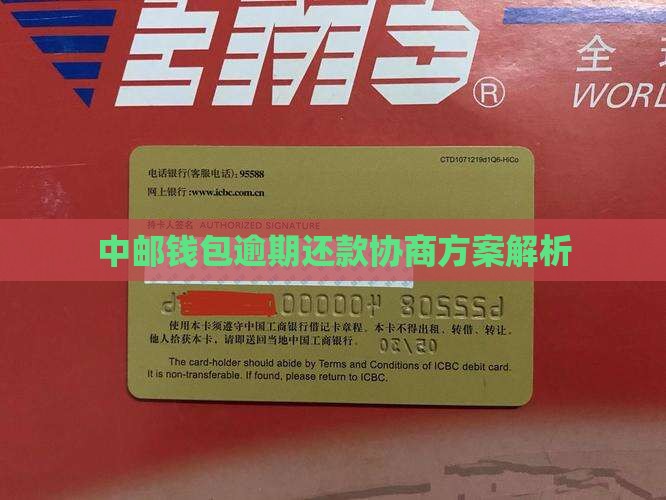 EMS®
全
WORL
CTD1071219d1Q6-HiCo
电话银行(客服电话):95588
网上银行:www.icbc.com.cn
持卡人签名 AUTHORIZED SIGNATURE
中邮钱包逾期还款协商方案解析
使用本卡须遵守中国工商银行借记卡章程。本卡不得出租、转借、转让。
他人拾获本卡,请即送回当地中国工商银行。
The card-holder should abide by Terms and Conditions of ICBC debit card.
It is non-transferable. If found, please return to ICBC.